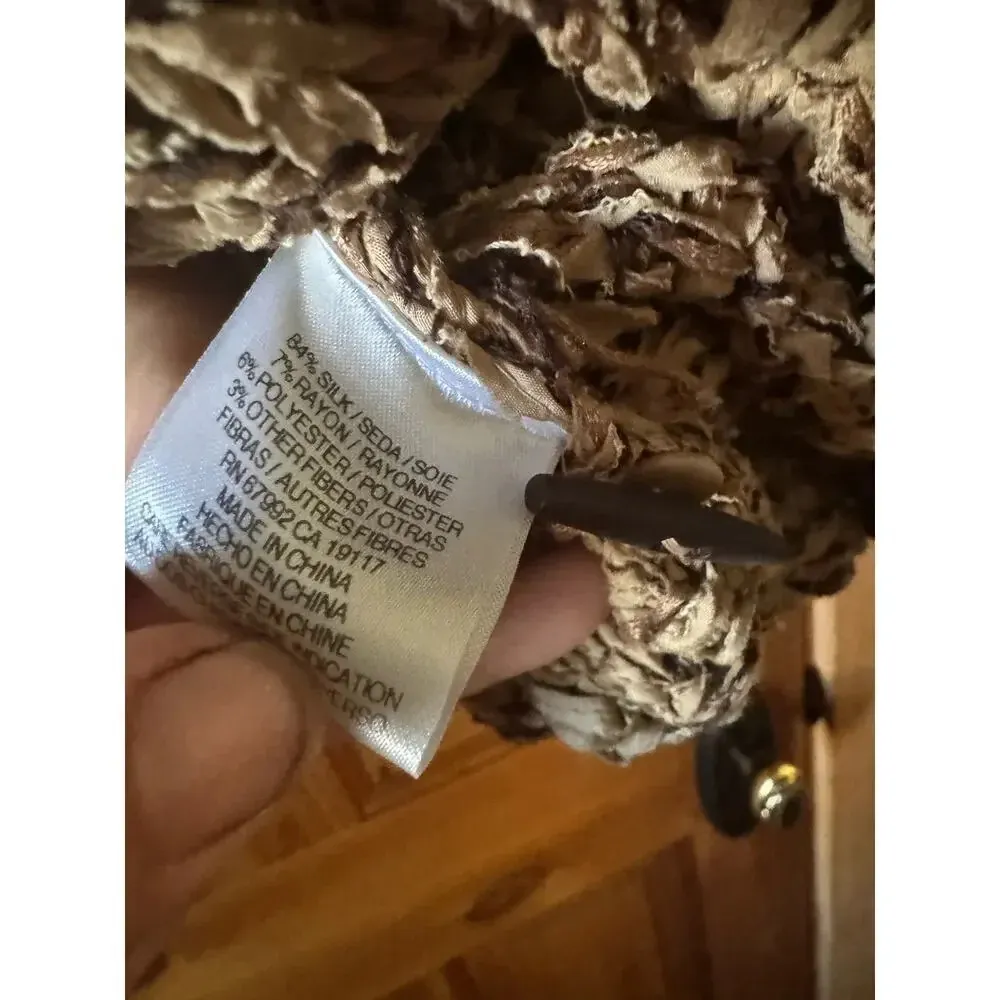 84% SILK / SEDA / SOIE
7% RAYON / RAYONNE
6% POLYESTER / POLIESTER
3% OTHER FIBERS / OTRAS
FIBRAS / AUTRES FIBRES
RN 67992 CA 19117
MADE IN CHINA
HECHO EN CHINA
FABRIQUE EN CHINE